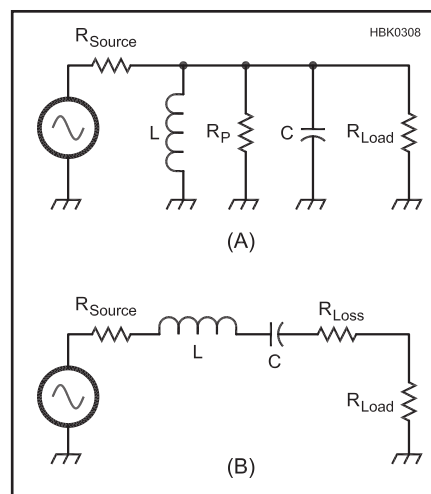 HBK0308
RSource
L
RP
C
RLoad
(A)
RSource
L
C
RLoss
RLoad
(B)